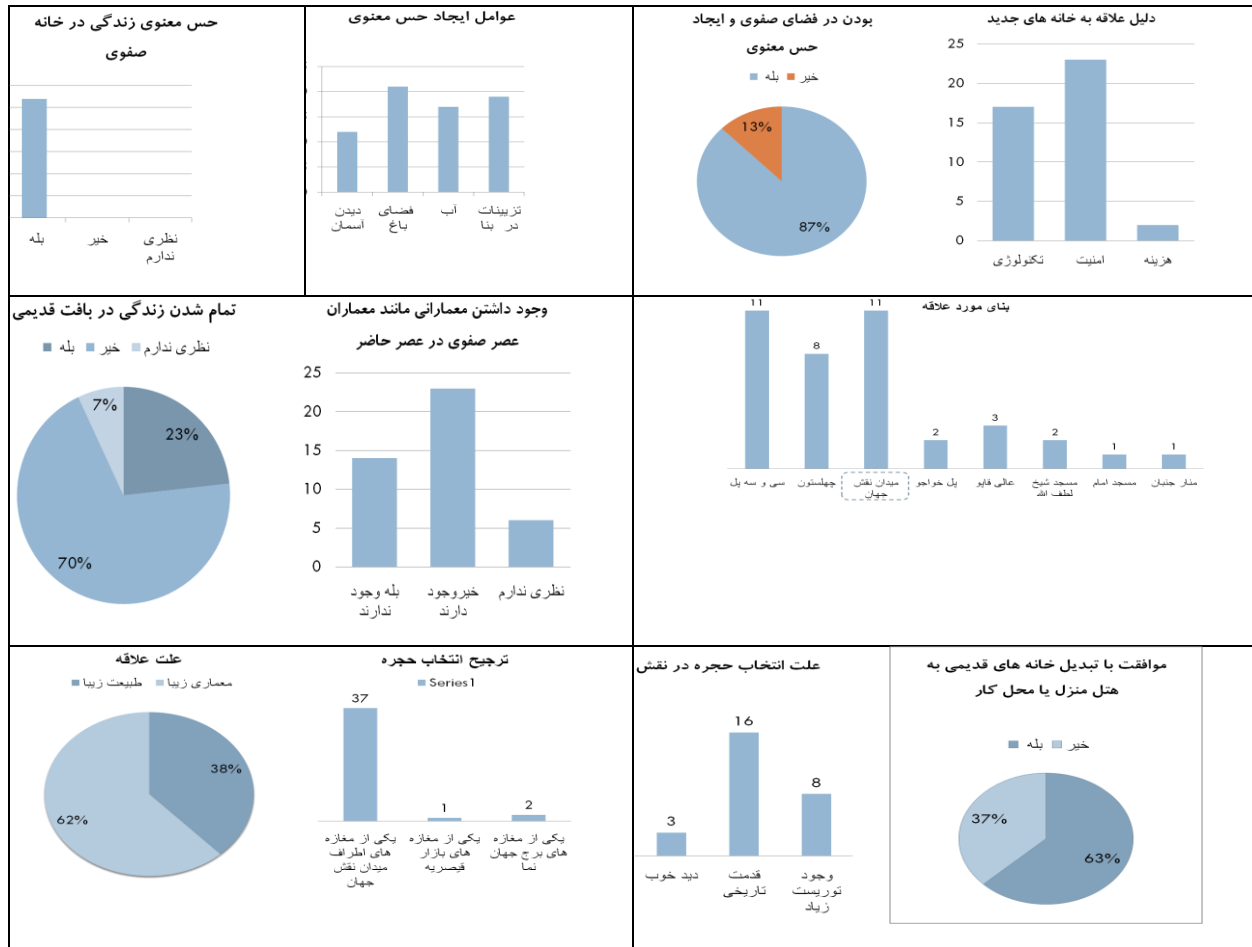 حس معنوی زندگی در خانه
صفوی
بله
خیر
نظری
ندارم
عوامل ایجاد حس معنوی
دیدن
آسمان
فضای
باغ
آب
تزیینات
در بنا
بودن در فضای صفوی و ایجاد
حس معنوی
بله خیر
13%
87%
دلیل علاقه به خانه های جدید
25
20
15
10
5
0
تکنولوژی
امنیت
هزینه
تمام شدن زندگی در بافت قدیمی
بله خیر نظری ندارم
7%
23%
70%
وجود داشتن معمارانی مانند معماران
عصر صفوی در عصر حاضر
25
20
15
10
5
0
بله وجود
ندارند
خیروجود
دارند
نظری ندارم
بنای مورد علاقه
11
8
11
2
3
2
1
1
سی و سه پل
چهلستون
میدان نقش
جهان
پل خواجو
عالی قاپو
مسجد شیخ
لطف الله
مسجد امام
منار جنبان
علت علاقه
طبیعت زیبا معماری زیبا
38%
62%
ترجیح انتخاب حجره
Series1
37
1
2
یکی از مغازه
های اطراف
میدان نقش
جهان
یکی از مغازه
های بازار
قیصریه
یکی از مغازه
های برج جهان
نما
علت انتخاب حجره در نقش
3
16
8
دید خوب
قدمت
تاریخی
وجود
توریست
زیاد
موافقت با تبدیل خانه های قدیمی به
هتل منزل یا محل کار
بله خیر
37%
63%